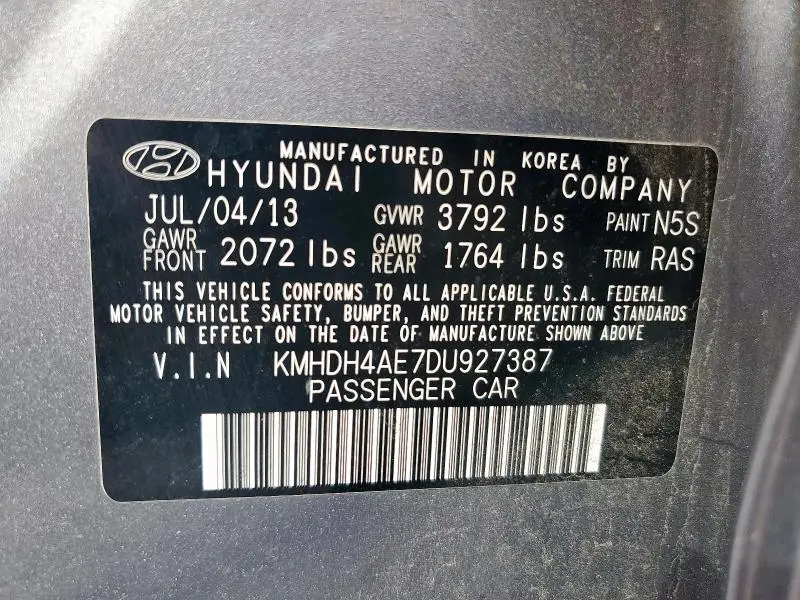 MANUFACTURED IN KOREA BY
HYUNDAI MOTOR COMPANY
JUL/04/13 GVWR 3792 lbs PAINT N5S
GAWR FRONT 2072 lbs GAWR REAR 1764 lbs TRIM RAS
THIS VEHICLE CONFORMS TO ALL APPLICABLE U.S.A. FEDERAL
MOTOR VEHICLE SAFETY, BUMPER, AND THEFT PREVENTION STANDARDS
IN EFFECT ON THE DATE OF MANUFACTURE SHOWN ABOVE
V.I.N KMHDH4AE7DU927387
PASSENGER CAR